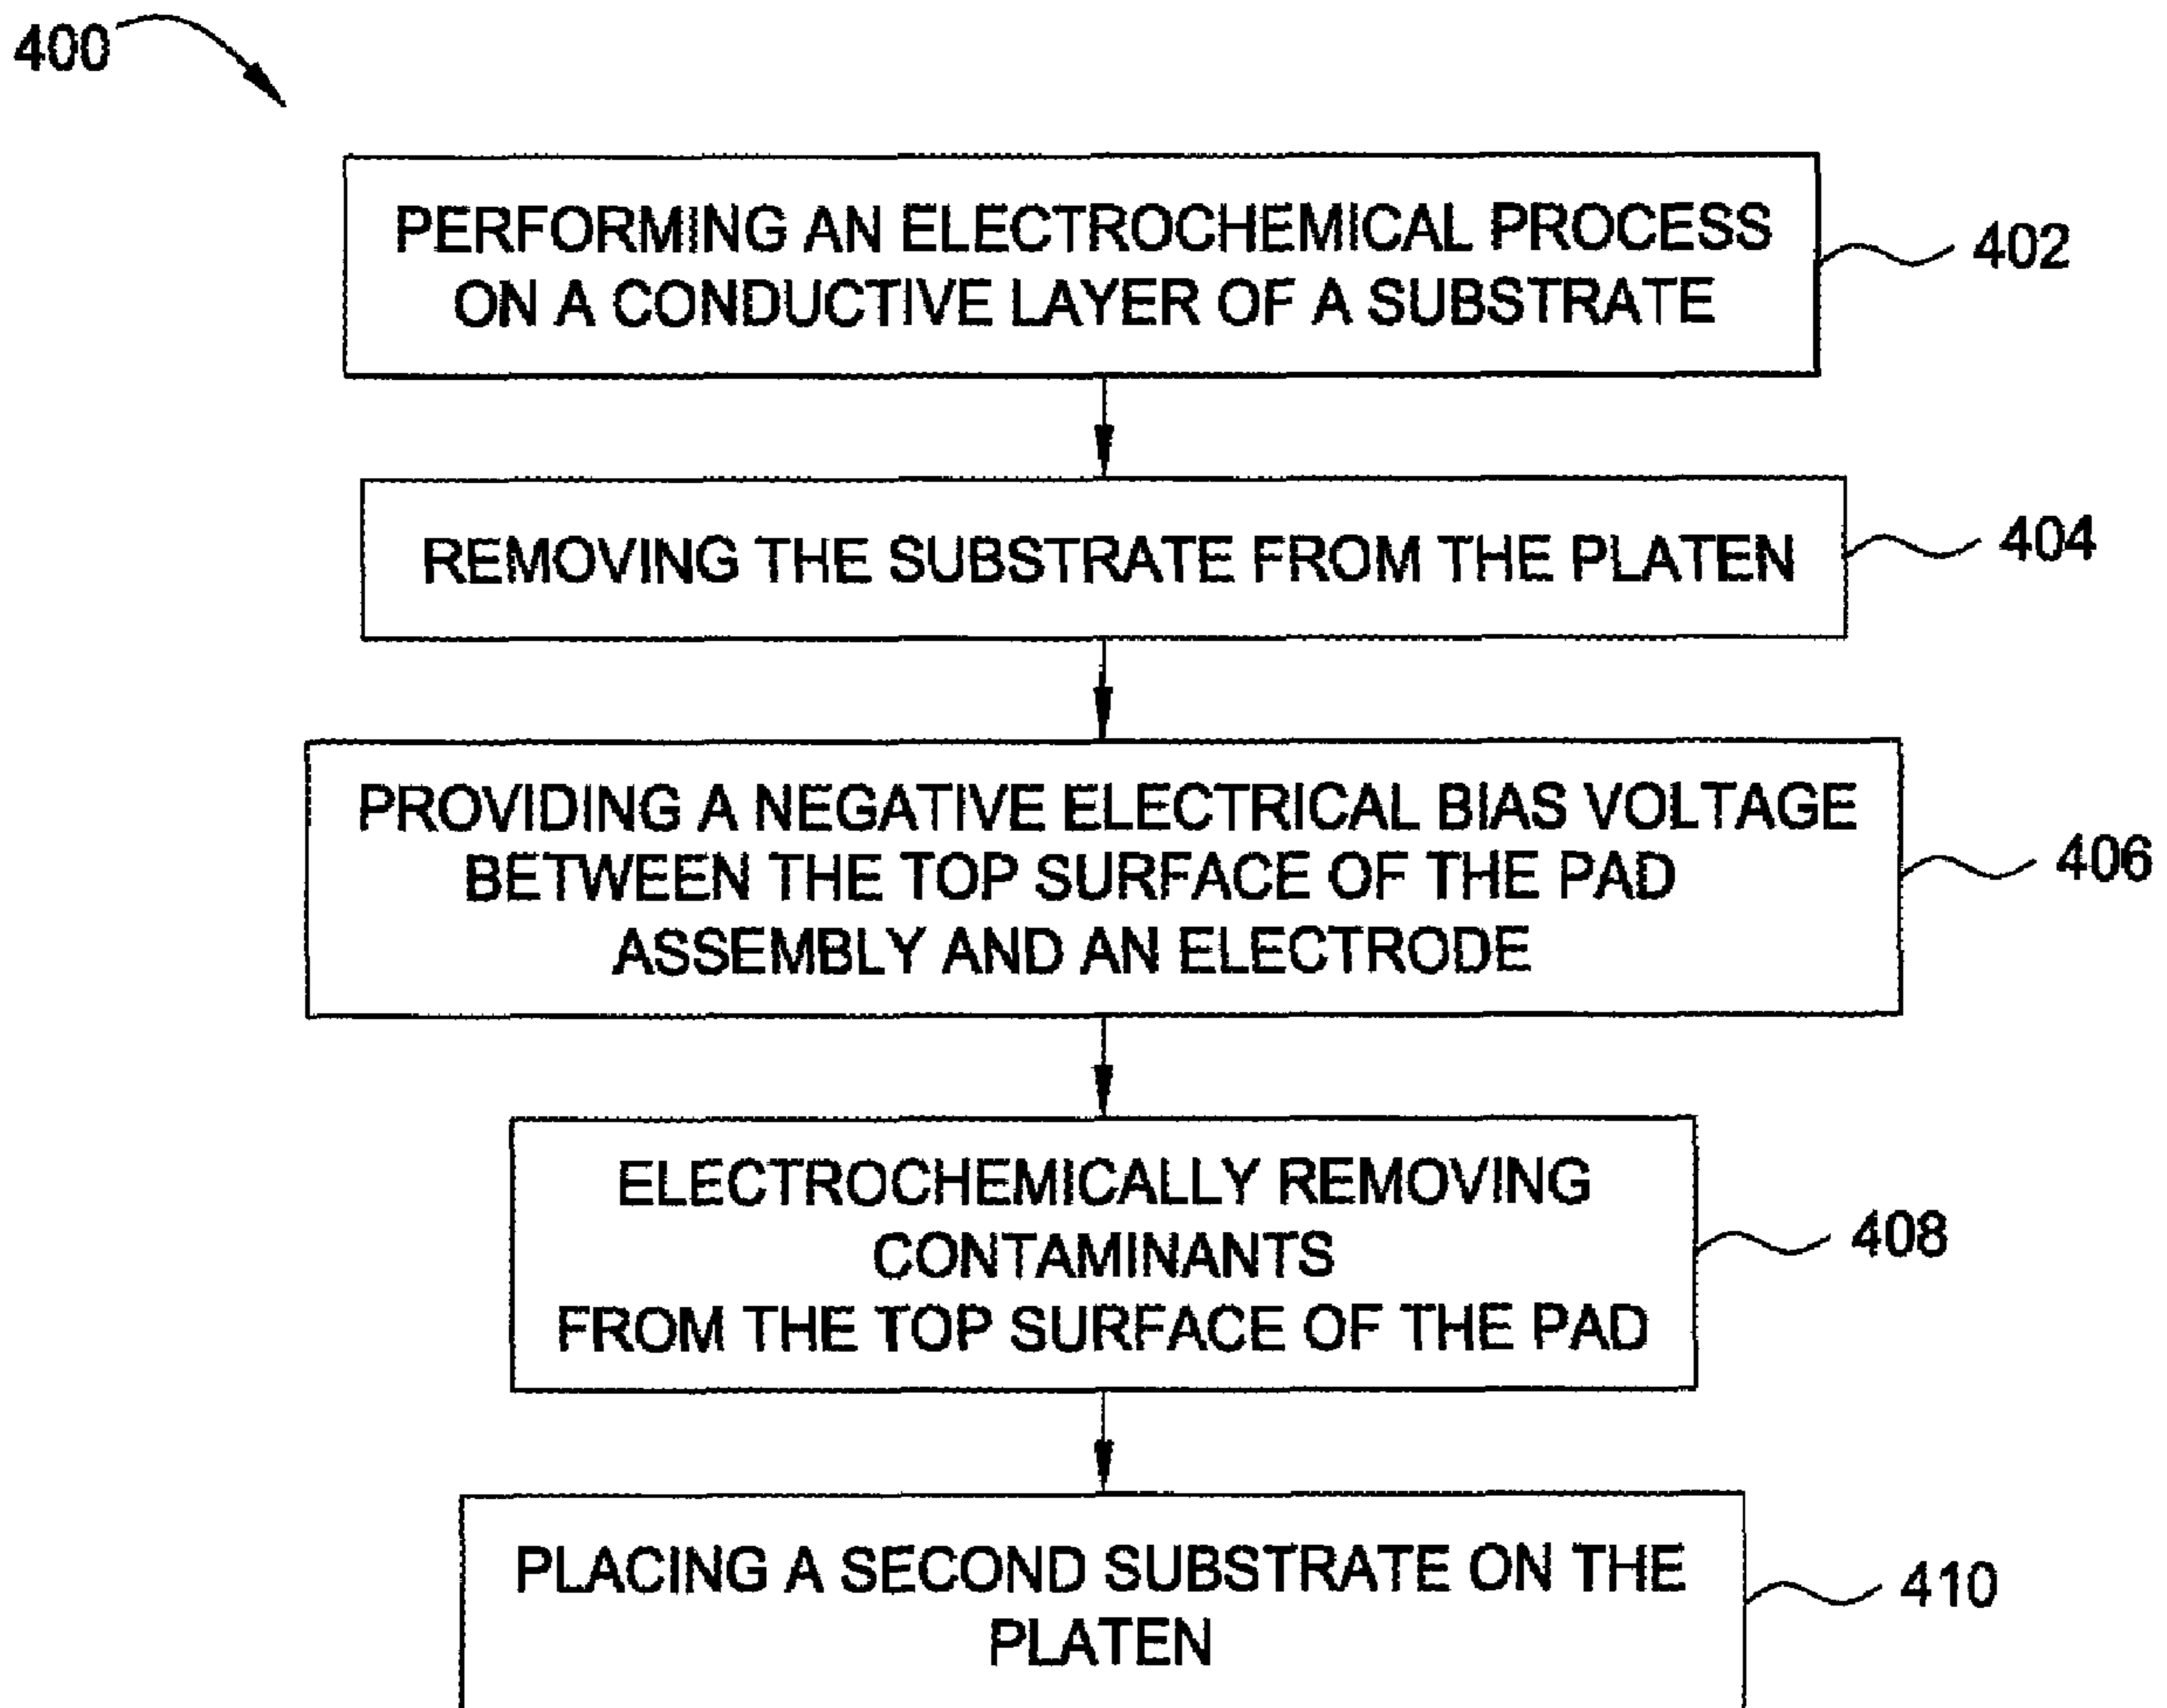 400
PERFORMING AN ELECTROCHEMICAL PROCESS
ON A CONDUCTIVE LAYER OF A SUBSTRATE
402
REMOVING THE SUBSTRATE FROM THE PLATEN
404
PROVIDING A NEGATIVE ELECTRICAL BIAS VOLTAGE
BETWEEN THE TOP SURFACE OF THE PAD
ASSEMBLY AND AN ELECTRODE
406
ELECTROCHEMICALLY REMOVING
CONTAMINANTS
FROM THE TOP SURFACE OF THE PAD
408
PLACING A SECOND SUBSTRATE ON THE
PLATEN
410